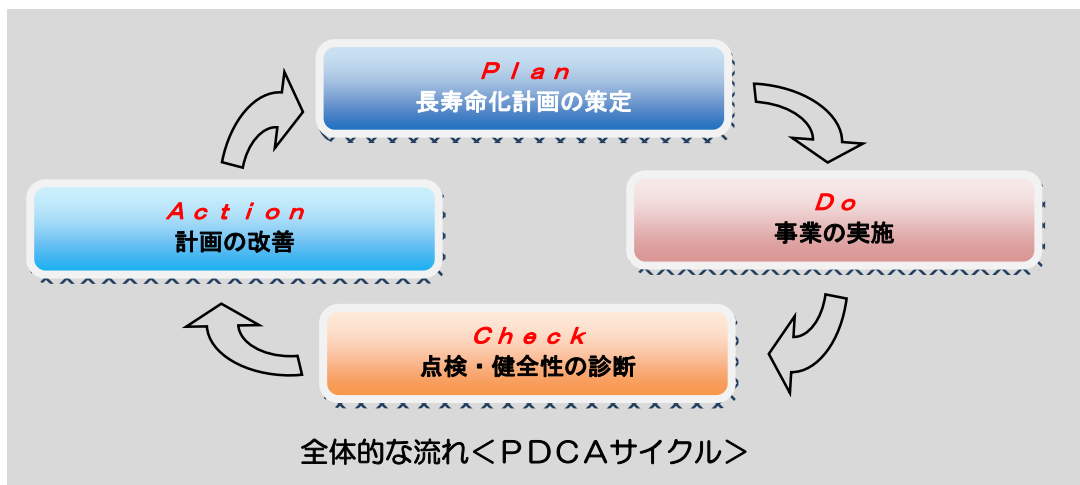 Ｐｌａｎ
長寿命化計画の策定
Ｄｏ
事業の実施
Ａｃｔｉｏｎ
計画の改善
Ｃｈｅｃｋ
点検・健全性の診断
全体的な流れ＜ＰＤＣＡサイクル＞